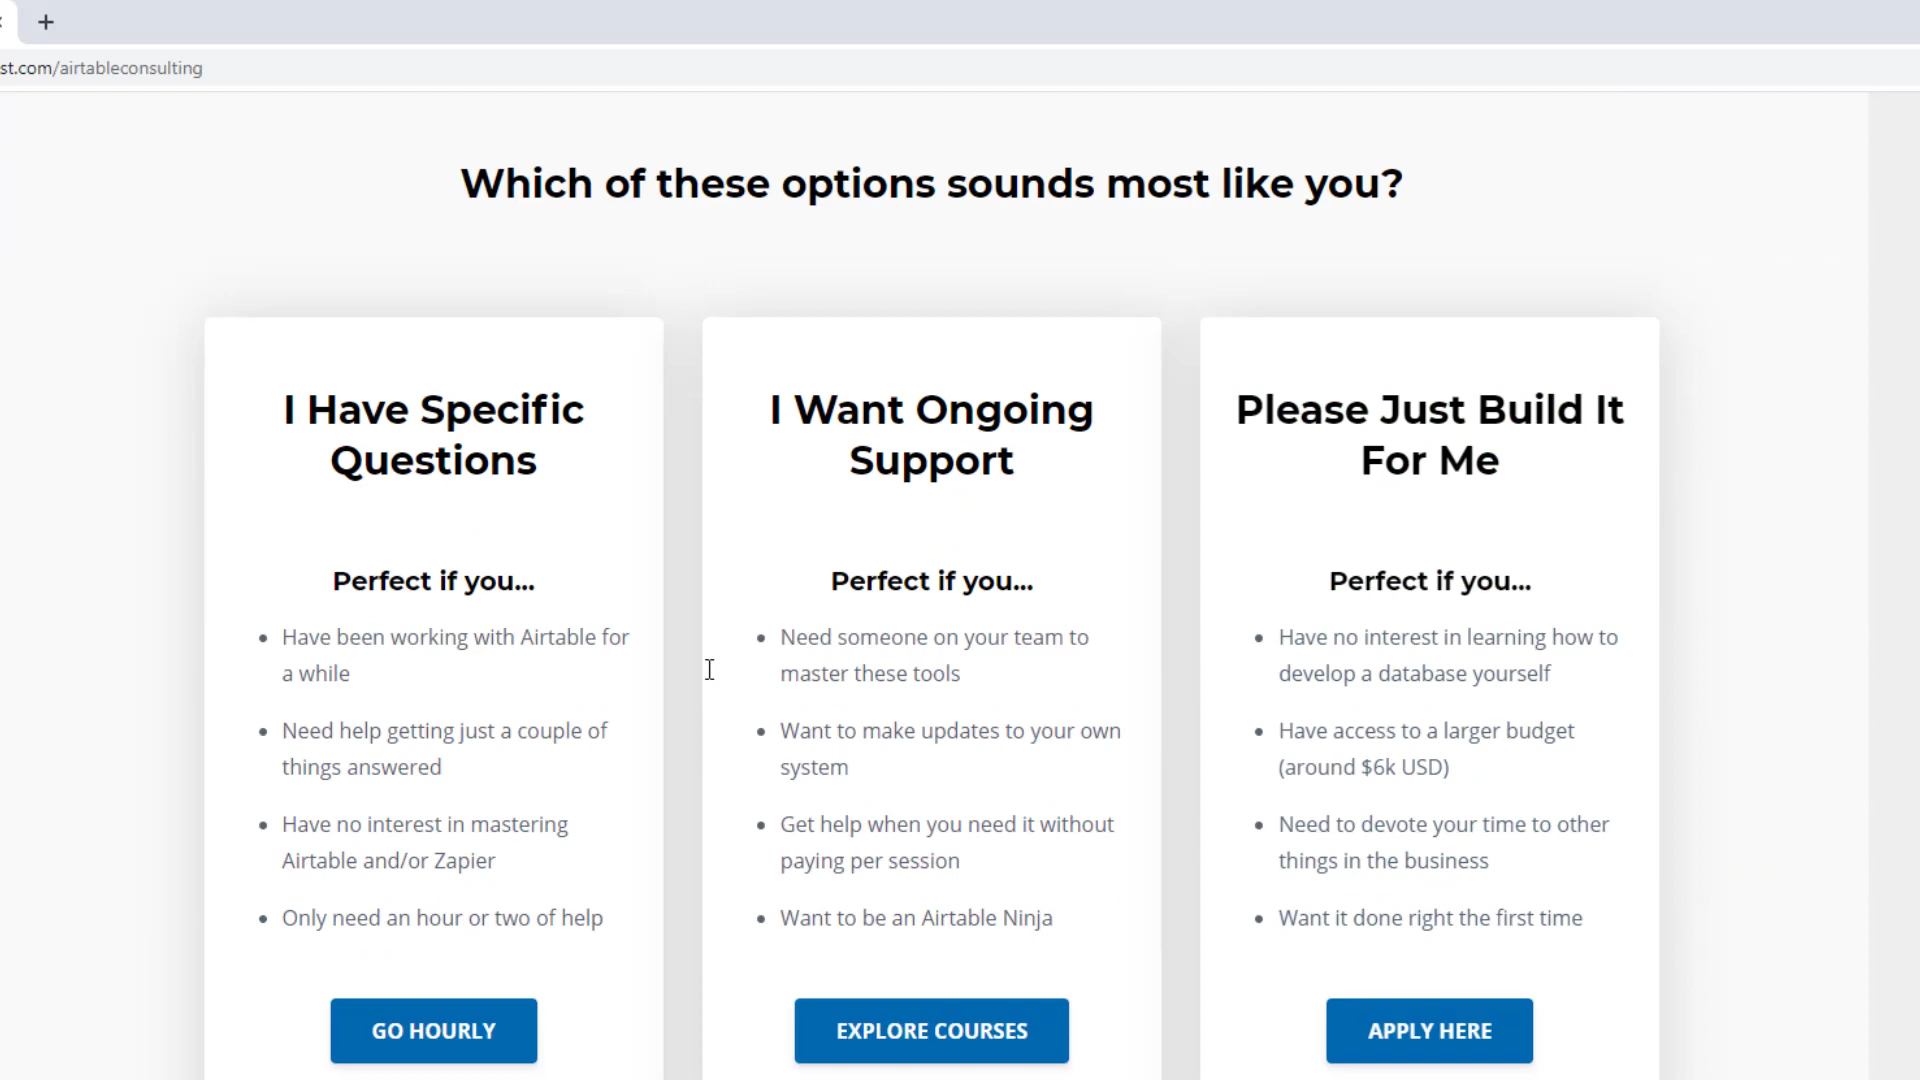 st.com/airtableconsulting
Which of these options sounds most like you?
I Have Specific
Questions
Perfect if you...
Have been working with Airtable for
a while
Need help getting just a couple of
things answered
Have no interest in mastering
Airtable and/or Zapier
Only need an hour or two of help
GO HOURLY
I Want Ongoing
Support
Perfect if you...
Need someone on your team to
master these tools
Want to make updates to your own
system
Get help when you need it without
paying per session
Want to be an Airtable Ninja
EXPLORE COURSES
Please Just Build It
For Me
Perfect if you...
Have no interest in learning how to
develop a database yourself
Have access to a larger budget
(around $6k USD)
Need to devote your time to other
things in the business
Want it done right the first time
APPLY HERE